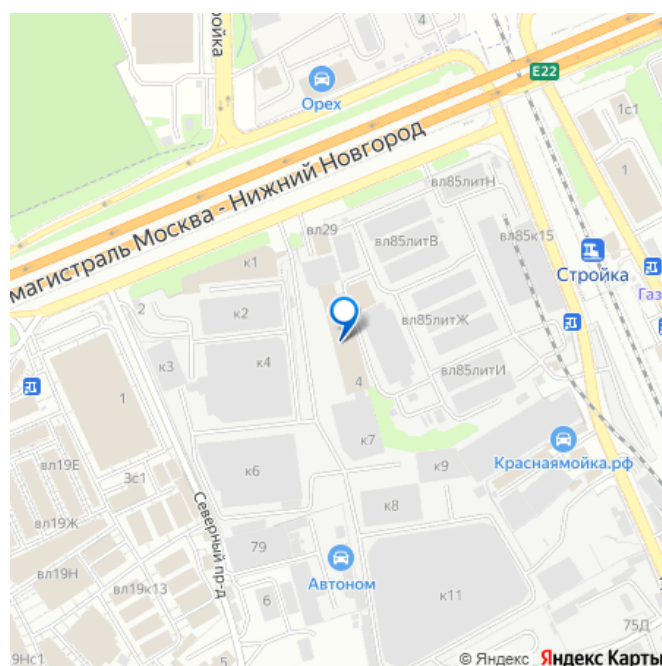 ройка
Орех
E22
1с1
1
магистраль Москва - Нижний Новгород
вл85литН
вл29
вл85литВ
вл85к15
к1
Стройка
2
к2
Газ
вл85литЖ
к3
к4
вл85литИ
4
1
к7
Краснаямойка.рф
вл19Е
3с1
к6
к9
вл19Ж
Северный пр-д
к8
79
вл19Н
вл19к13
Автоном
6
к11
75Д
9Нс1
5
© Яндекс Яндекс Карты